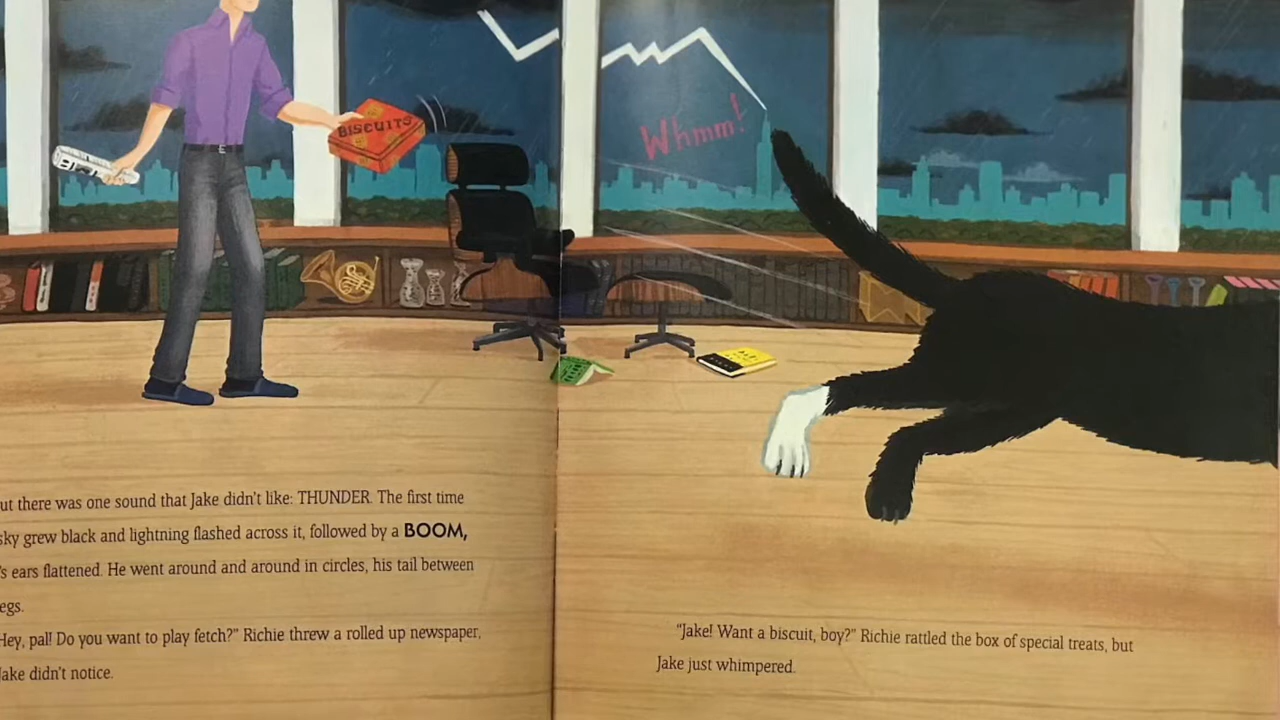 BISCUITS
Whmm!
ut there was one sound that Jake didn't like: THUNDER. The first time
sky grew black and lightning flashed across it, followed by a BOOM,
's ears flattened. He went around and around in circles, his tail between
egs.
Hey, pal! Do you want to play fetch?" Richie threw a rolled up newspaper,
Jake didn't notice.
"Jake! Want a biscuit, boy?" Richie rattled the box of special treats, but
Jake just whimpered.